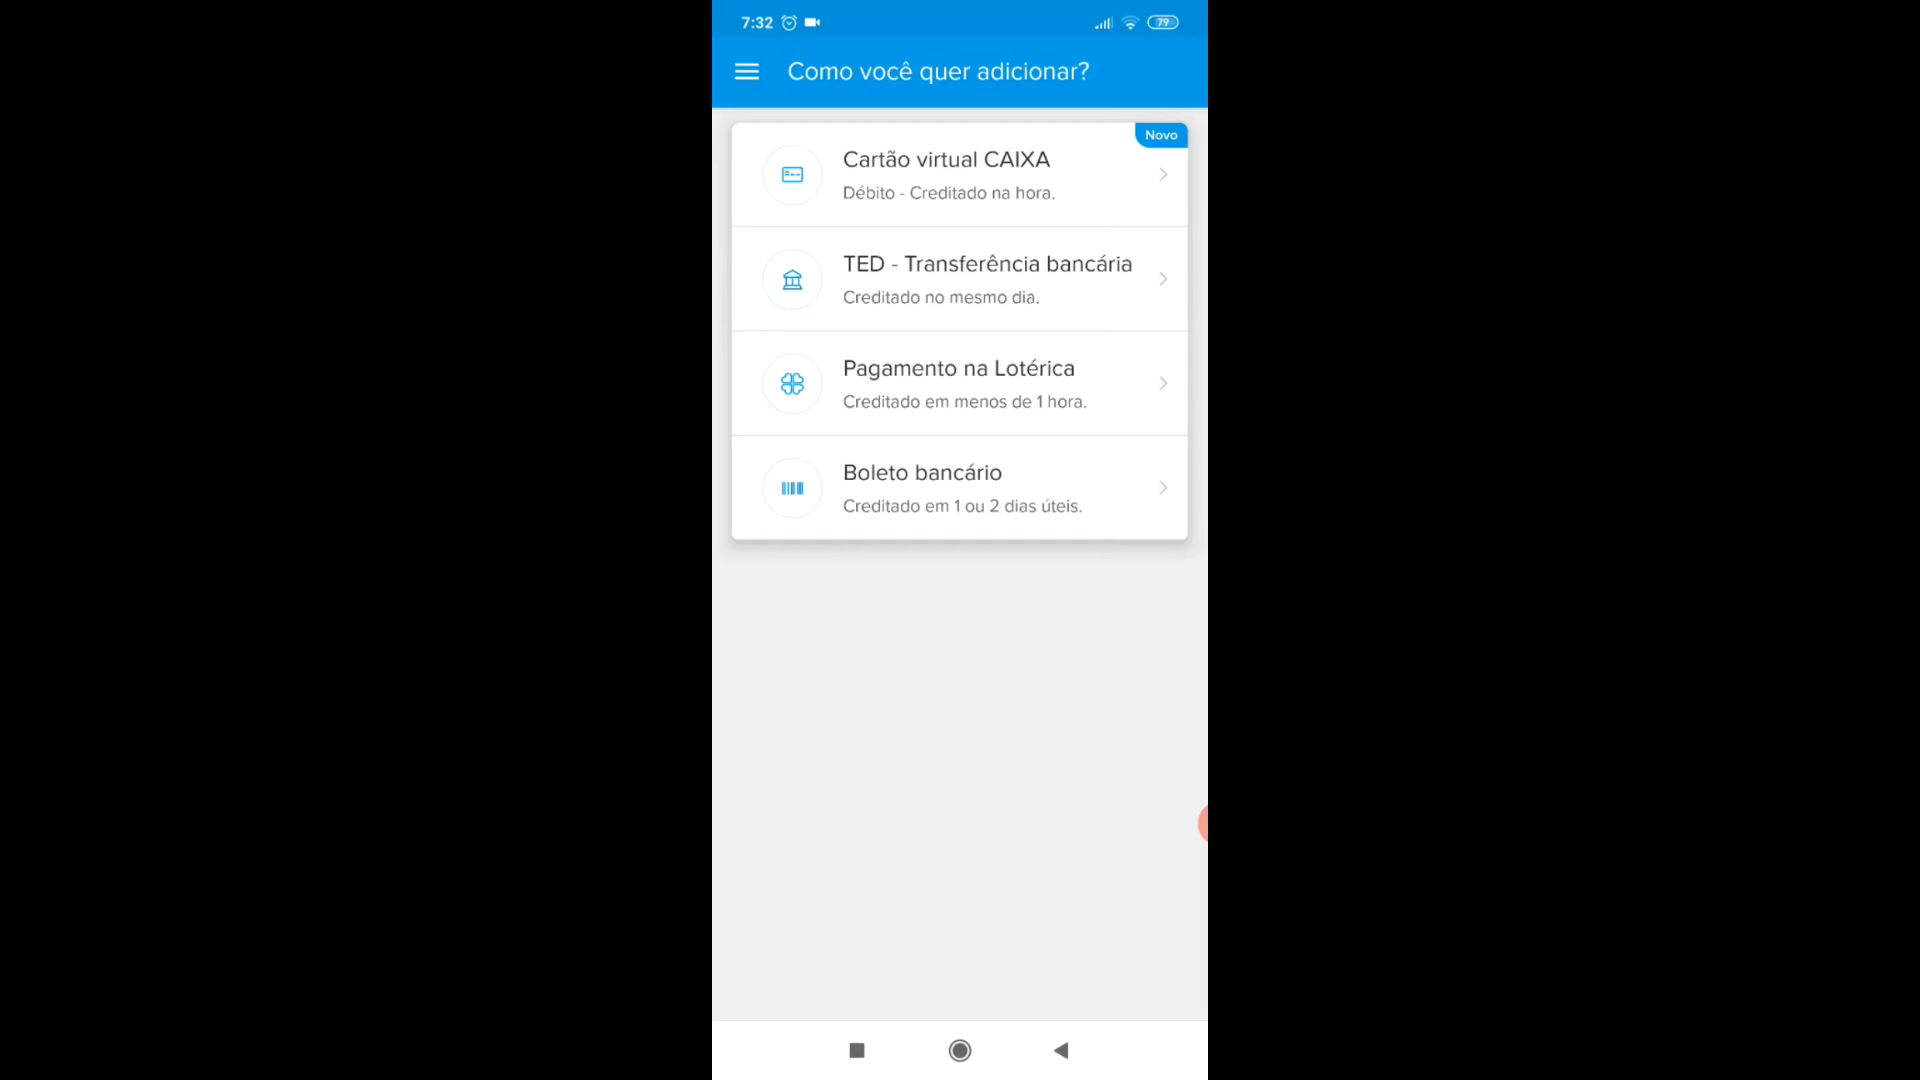 7:32
79
Como você quer adicionar?
Novo
Cartão virtual CAIXA
Débito - Creditado na hora.
TED - Transferência bancária
Creditado no mesmo dia.
Pagamento na Lotérica
Creditado em menos de 1 hora.
Boleto bancário
Creditado em 1 ou 2 dias úteis.